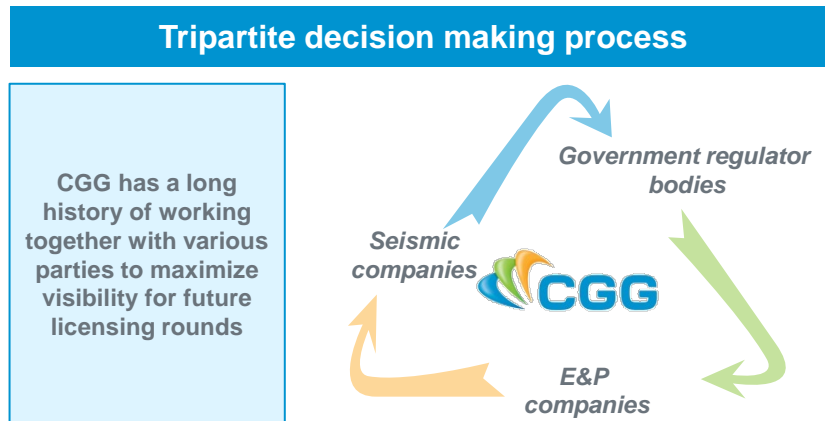 Tripartite decision making process
CGG has a long
history of working
together with various
parties to maximize
visibility for future
licensing rounds
Government regulator
bodies
Seismic
companies
CGG
E&P
companies